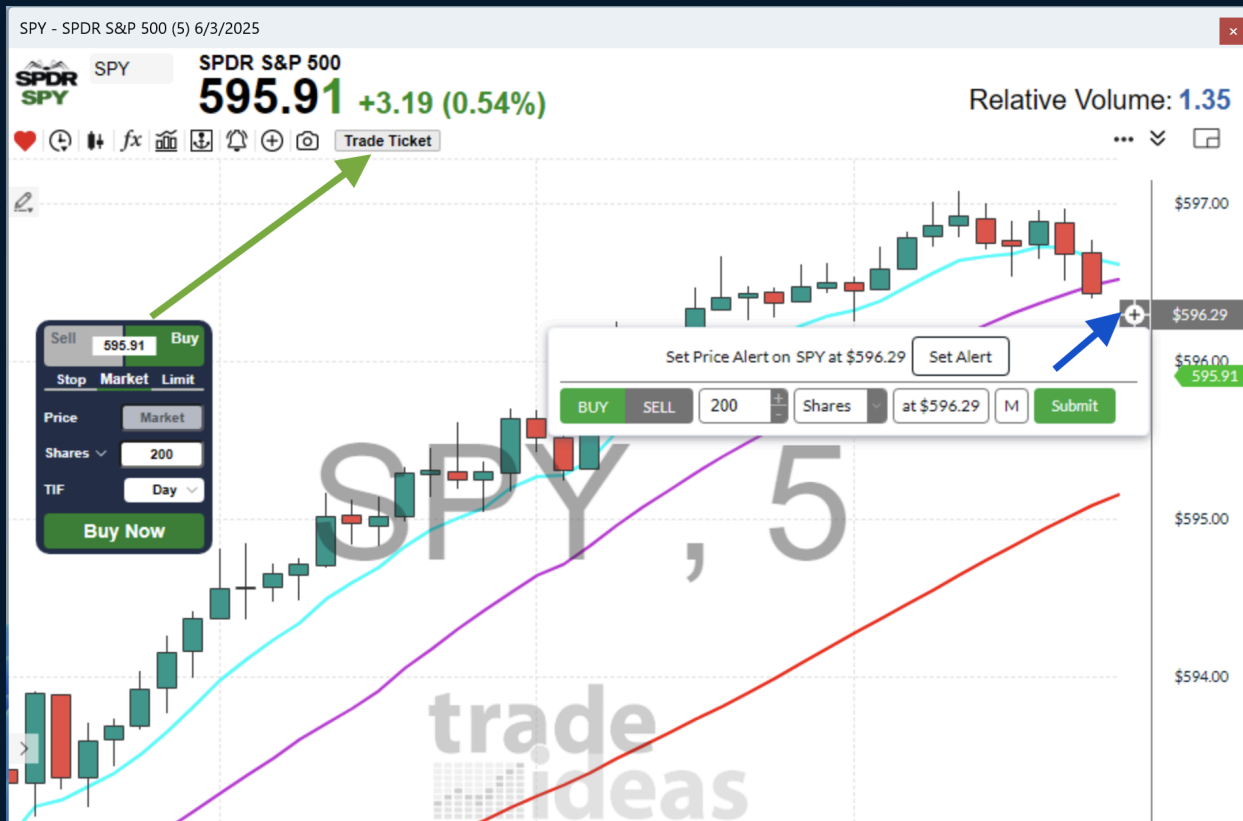 SPY - SPDR S&P 500 (5) 6/3/2025
×
SPDR
SPY
SPY
SPDR S&P 500
595.91 +3.19 (0.54%)
Relative Volume: 1.35
fx
Trade Ticket
$597.00
$596.29
$596.00
595.91
$595.00
$594.00
Sell 595.91 Buy
Stop Market Limit
Price Market
Shares 200
TIF Day
Buy Now
Set Price Alert on SPY at $596.29 Set Alert
BUY SELL 200 + - Shares at $596.29 M Submit
SPY , 5
trade
ideas